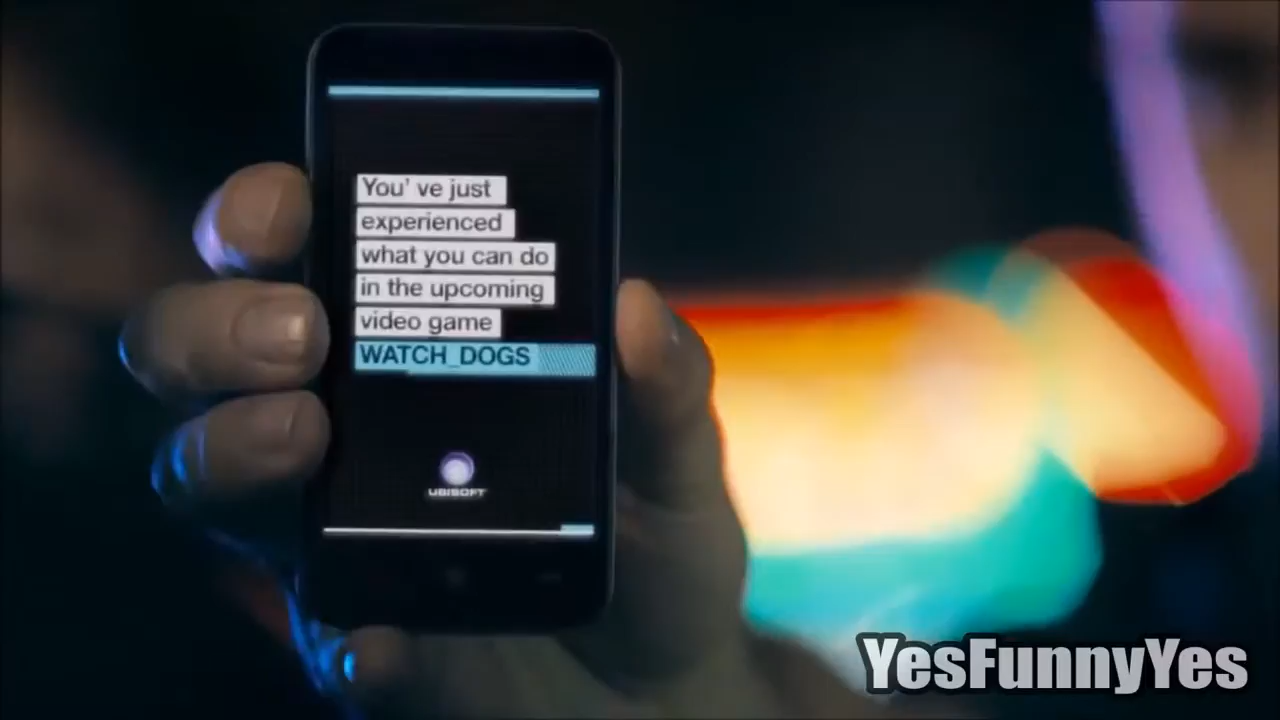 You' ve just
experienced
what you can do
in the upcoming
video game
WATCH_DOGS
UBISOFT
YesFunnyYes